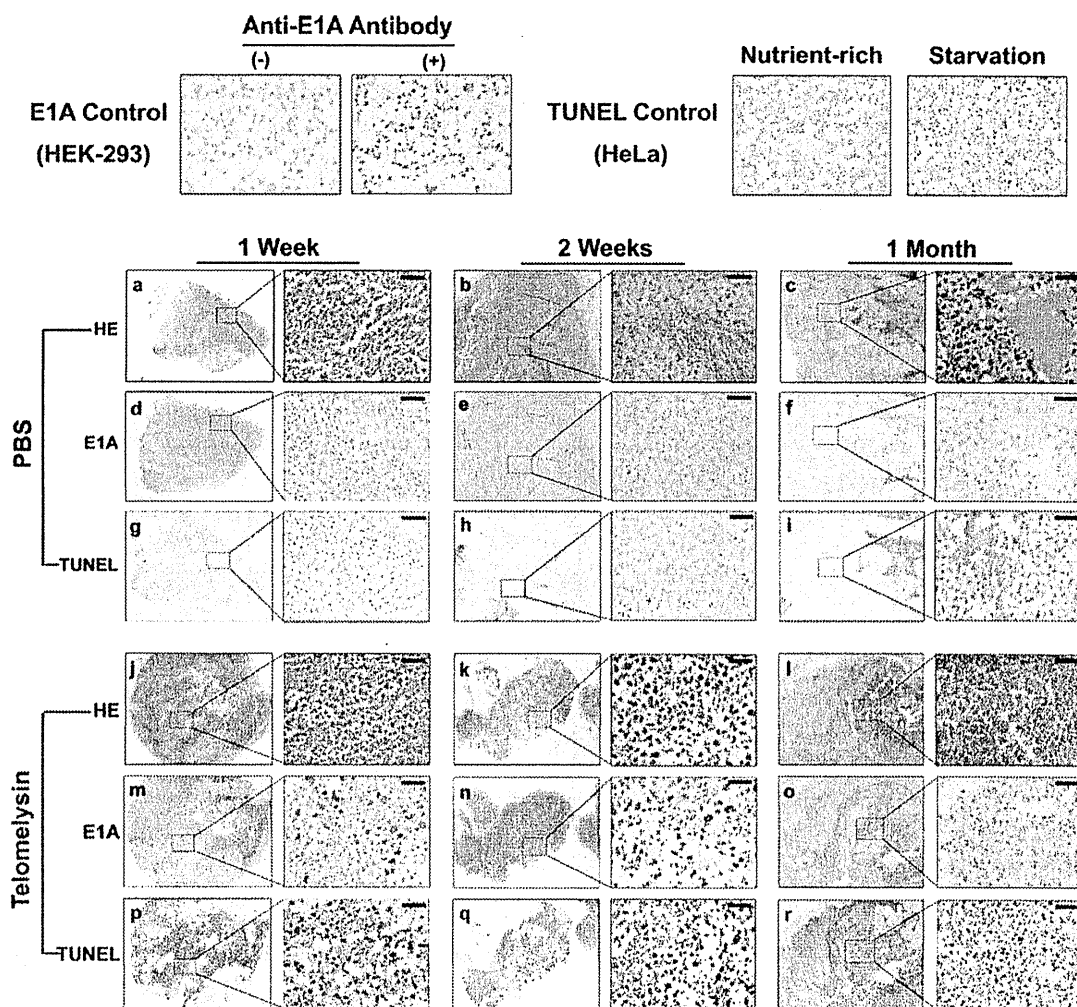 Anti-E1A Antibody
(-) (+)
Nutrient-rich Starvation
E1A Control
(HEK-293)
TUNEL Control
(HeLa)
1 Week 2 Weeks 1 Month
PBS
HE
a b c
E1A
d e f
TUNEL
g h i
Telomelysin
HE
j k l
E1A
m n o
TUNEL
p q r